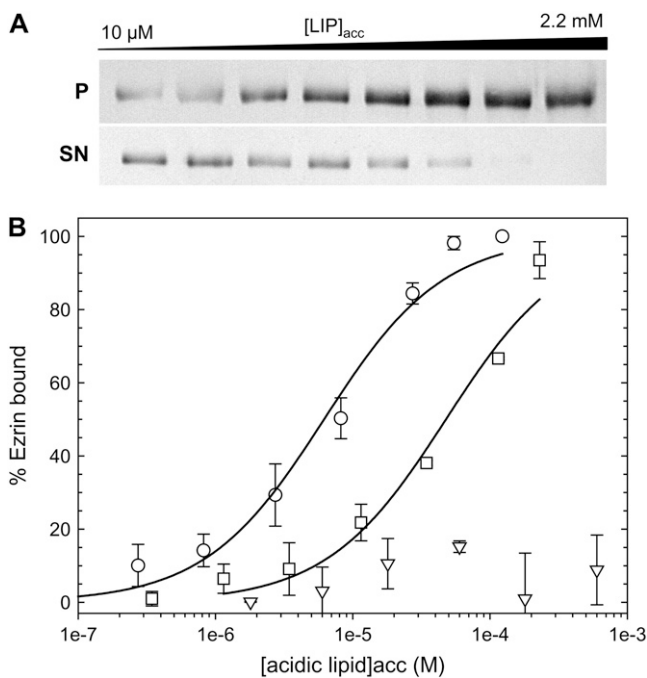 A
10 µM
[LIP]acc
2.2 mM
P
SN
B
100
80
60
40
20
0
% Ezrin bound
1e-7
1e-6
1e-5
1e-4
1e-3
[acidic lipid]acc (M)